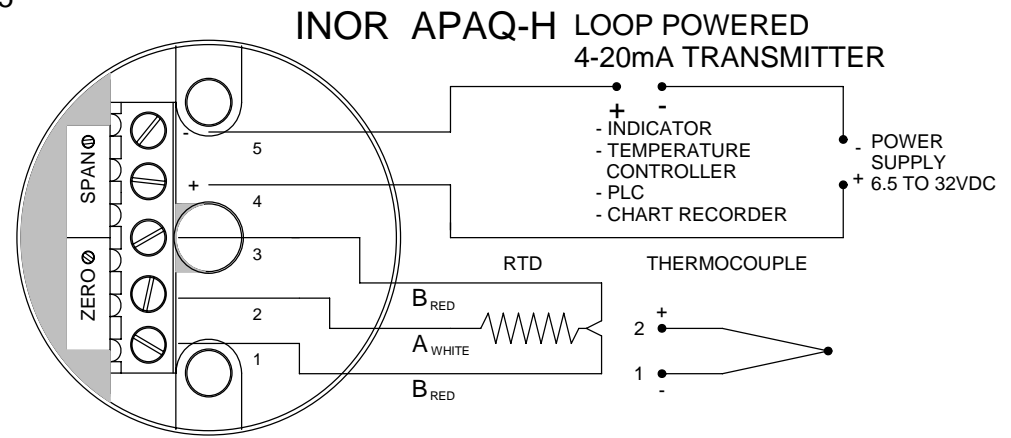 INOR APAQ-H LOOP POWERED
4-20mA TRANSMITTER
+ -
- INDICATOR
- TEMPERATURE
CONTROLLER
- PLC
- CHART RECORDER
- POWER
SUPPLY
+ 6.5 TO 32VDC
SPAN
ZERO
-
5
+
4
3
2
1
RTD
B RED
A WHITE
B RED
THERMOCOUPLE
2 +
1 -